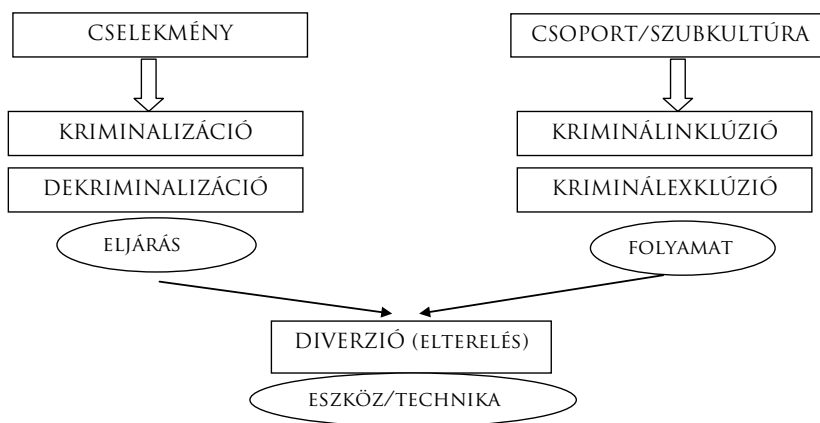 CSELEKMÉNY
CSOPORT/SZUBKULTÚRA
KRIMINALIZÁCIÓ
KRIMINÁLINKLÚZIÓ
DEKRIMINALIZÁCIÓ
KRIMINÁLEXKLÚZIÓ
ELJÁRÁS
FOLYAMAT
DIVERZIÓ (ELTERELÉS)
ESZKÖZ/TECHNIKA